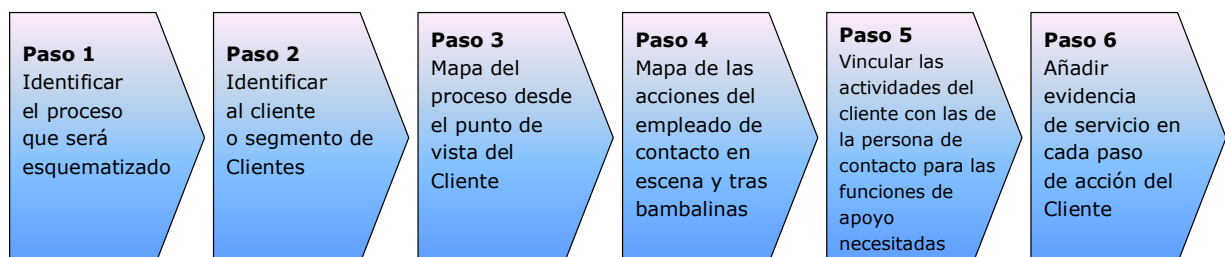 Paso 1
Identificar
el proceso
que será
esquematizado
Paso 2
Identificar
al cliente
o segmento de
Clientes
Paso 3
Mapa del
proceso desde
el punto de
vista del
Cliente
Paso 4
Mapa de las
acciones del
empleado de
contacto en
escena y tras
bambalinas
Paso 5
Vincular las
actividades del
cliente con las de
la persona de
contacto para las
funciones de
apoyo
necesitadas
Paso 6
Añadir
evidencia
de servicio en
cada paso
de acción del
Cliente